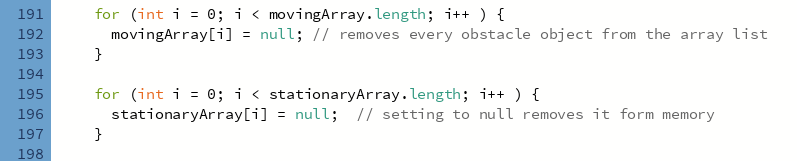 191 for (int i = 0; i < movingArray.length; i++ ) {
192 movingArray[i] = null; // removes every obstacle object from the array list
193 }
194
195 for (int i = 0; i < stationaryArray.length; i++ ) {
196 stationaryArray[i] = null;  // setting to null removes it form memory
197 }
198